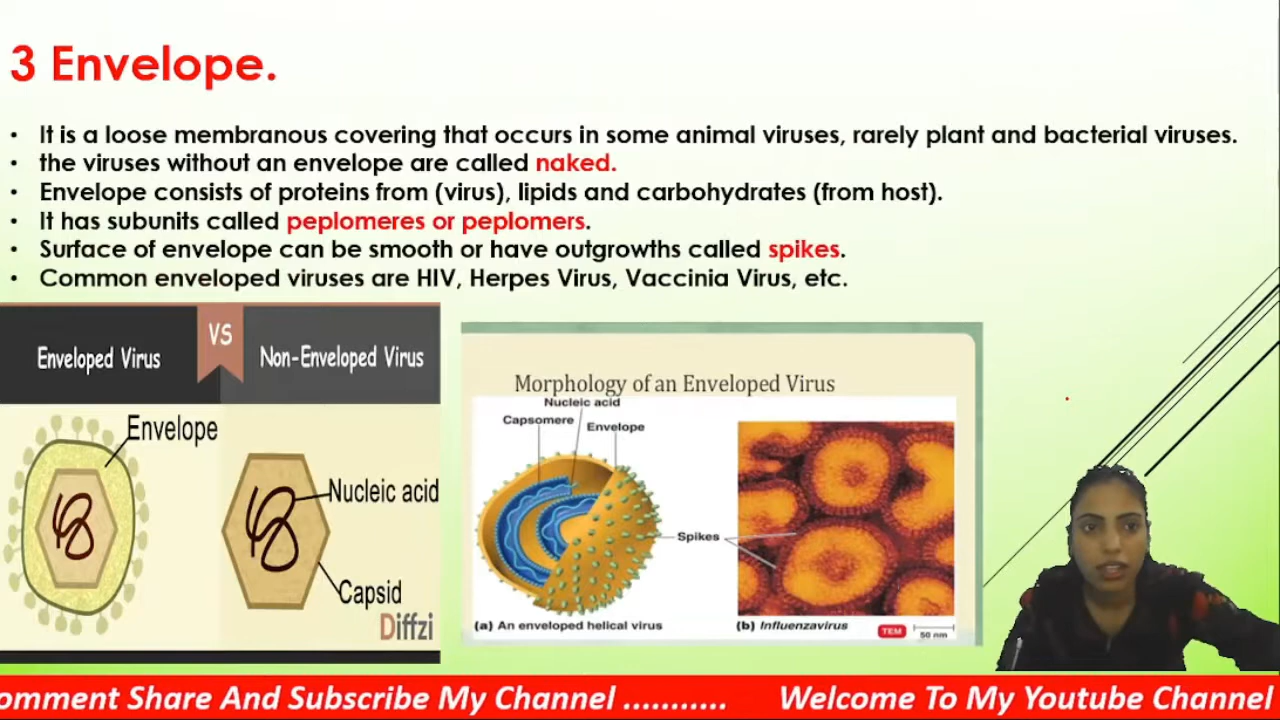 3 Envelope.
• It is a loose membranous covering that occurs in some animal viruses, rarely plant and bacterial viruses.
• the viruses without an envelope are called naked.
• Envelope consists of proteins from (virus), lipids and carbohydrates (from host).
• It has subunits called peplomeres or peplomers.
• Surface of envelope can be smooth or have outgrowths called spikes.
• Common enveloped viruses are HIV, Herpes Virus, Vaccinia Virus, etc.
Enveloped Virus
VS
Non-Enveloped Virus
Envelope
Nucleic acid
Capsid
Diffzi
Morphology of an Enveloped Virus
Nucleic acid
Capsomere
Envelope
Spikes
(a) An enveloped helical virus
(b) Influenzavirus
TEM
50 nm
omment Share And Subscribe My Channel ........... Welcome To My Youtube Channel